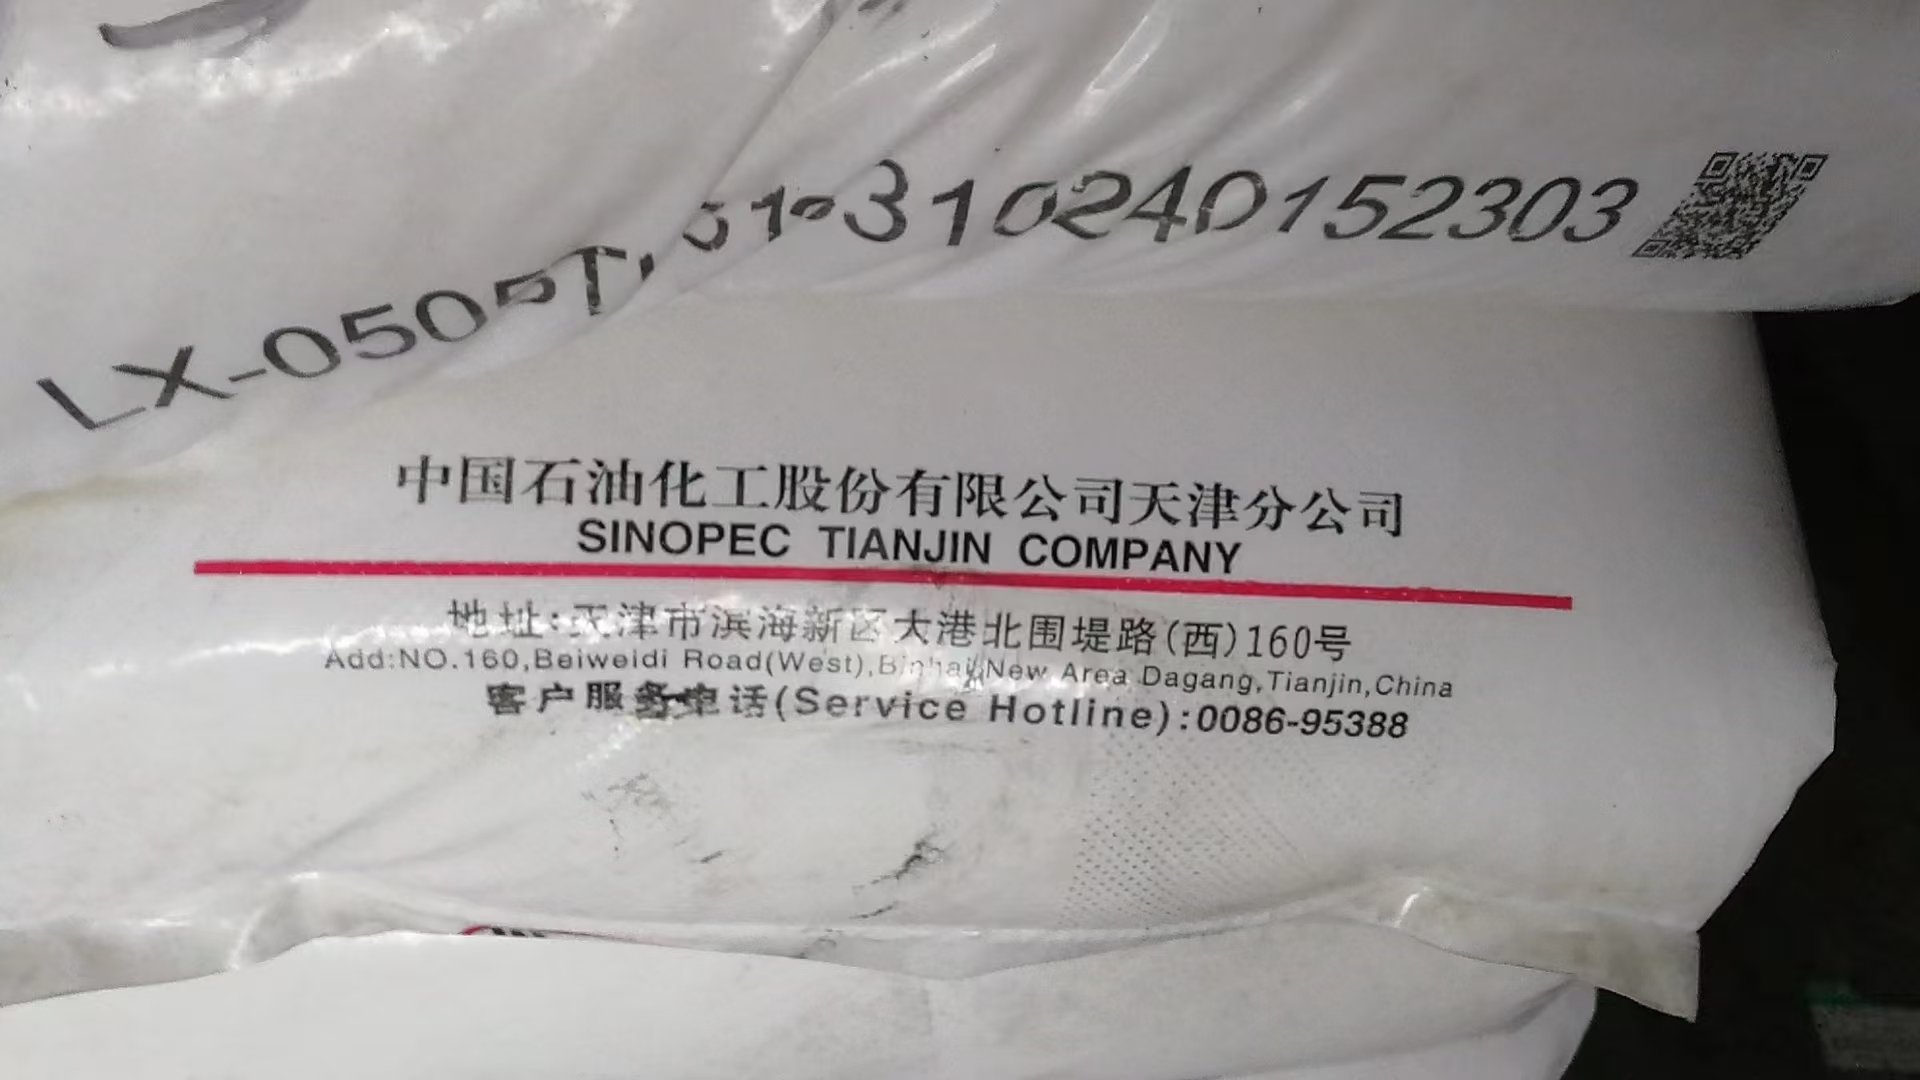 LX-0505T, 01-310240152303
中国石油化工股份有限公司天津分公司
SINOPEC TIANJIN COMPANY
地址:天津市滨海新区大港北围堤路(西)160号
Add:NO.160,Beiweidi Road(West),Binhai New Area Dagang,Tianjin,China
客户服务电话(Service Hotline):0086-95388